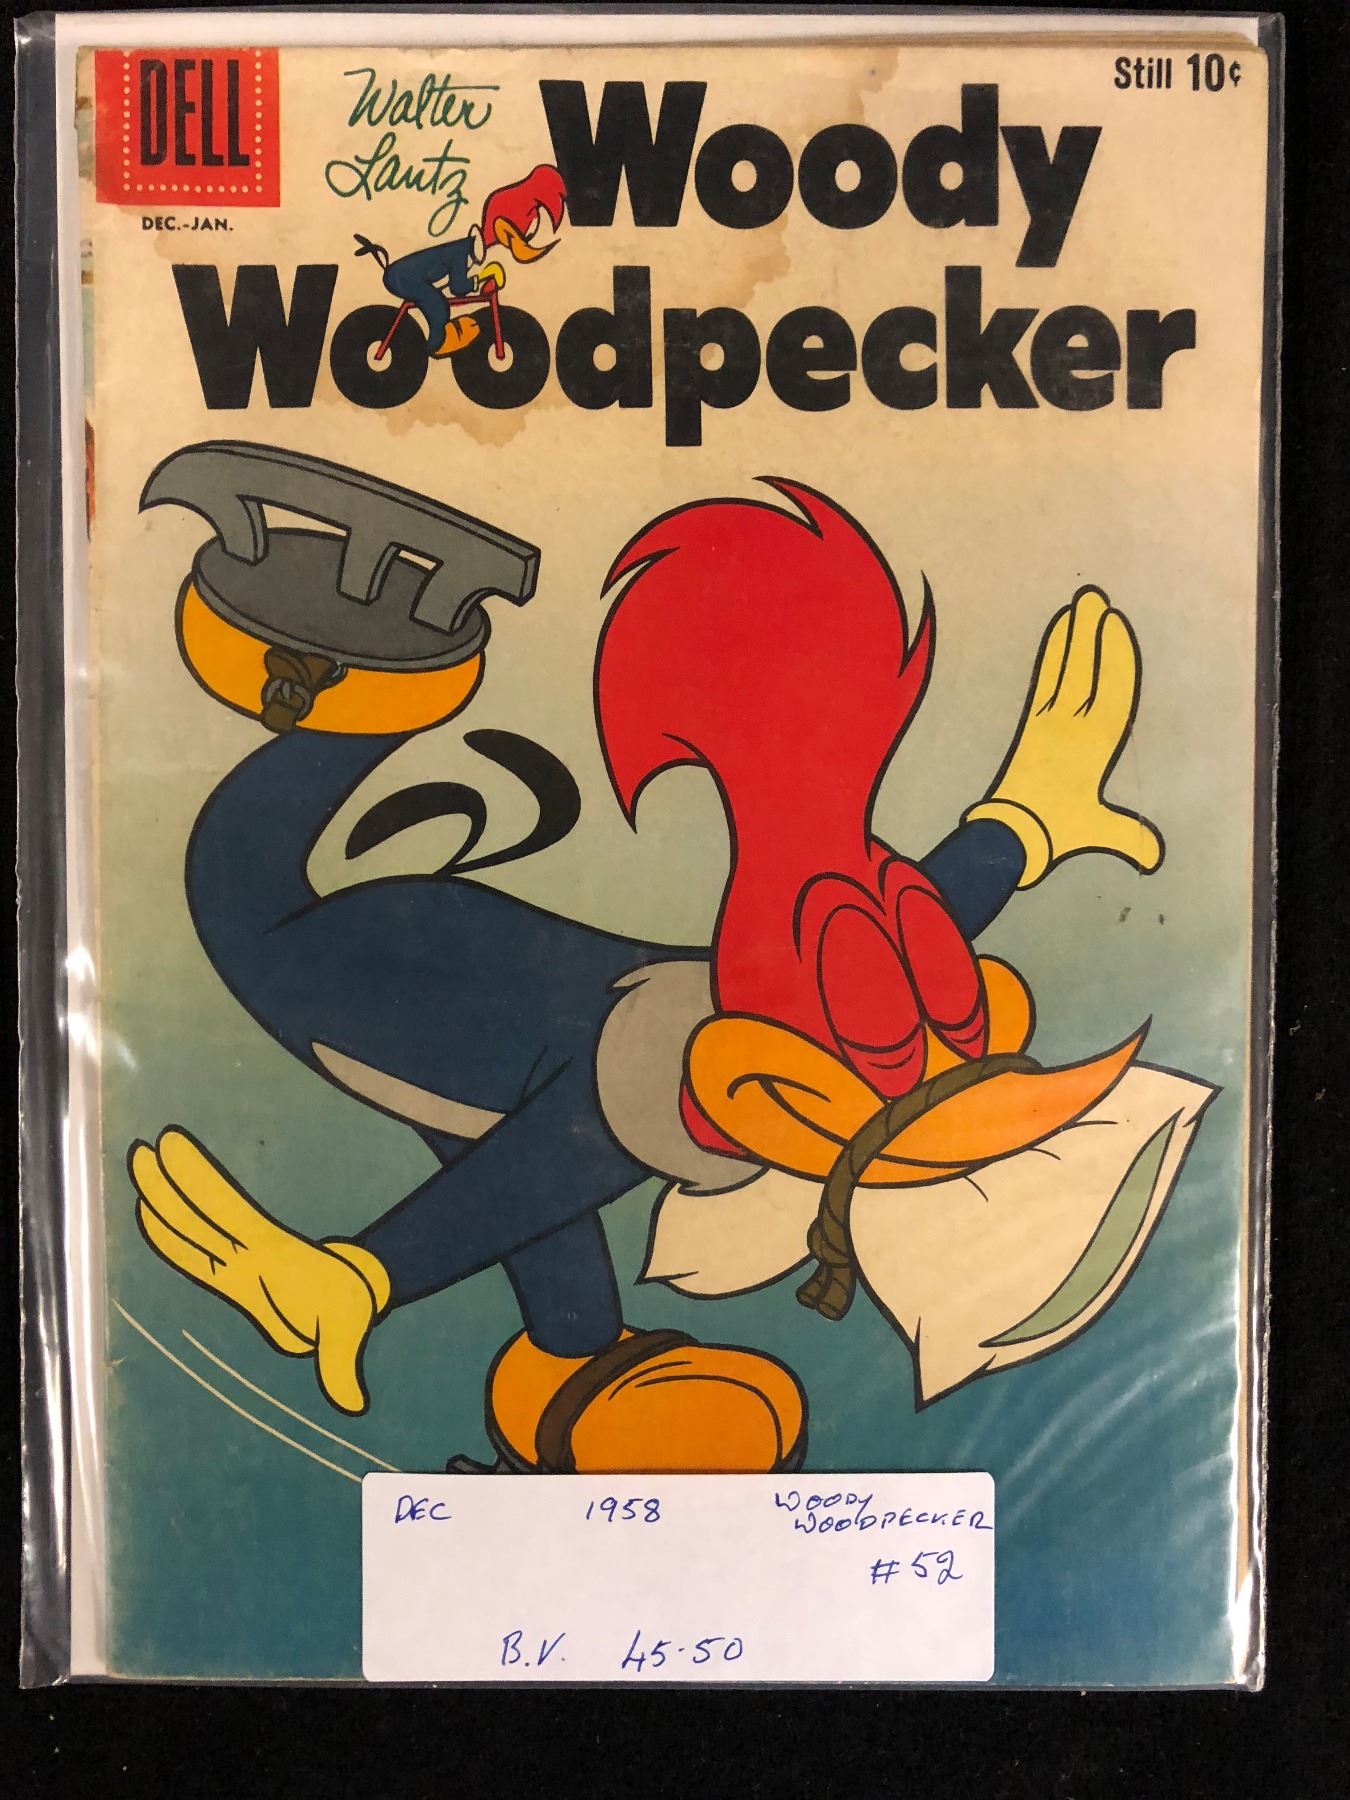 DELL
DEC.-JAN.
Walter
Lantz
Still 10¢
Woody
Woodpecker
DEC 1958 WOODY
WOODPECKER
#52
B.V. 45-50